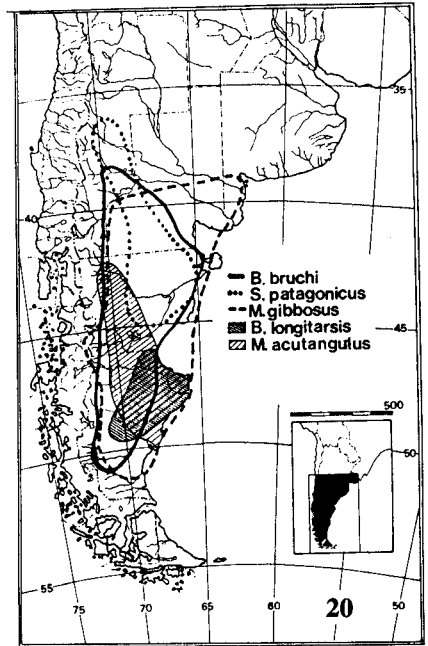 35
40
B. bruchi
S. patagonicus
M. gibbosus
B. longitarsis
M. acutangulus
45
500
50
55
75
70
65
60
20
50